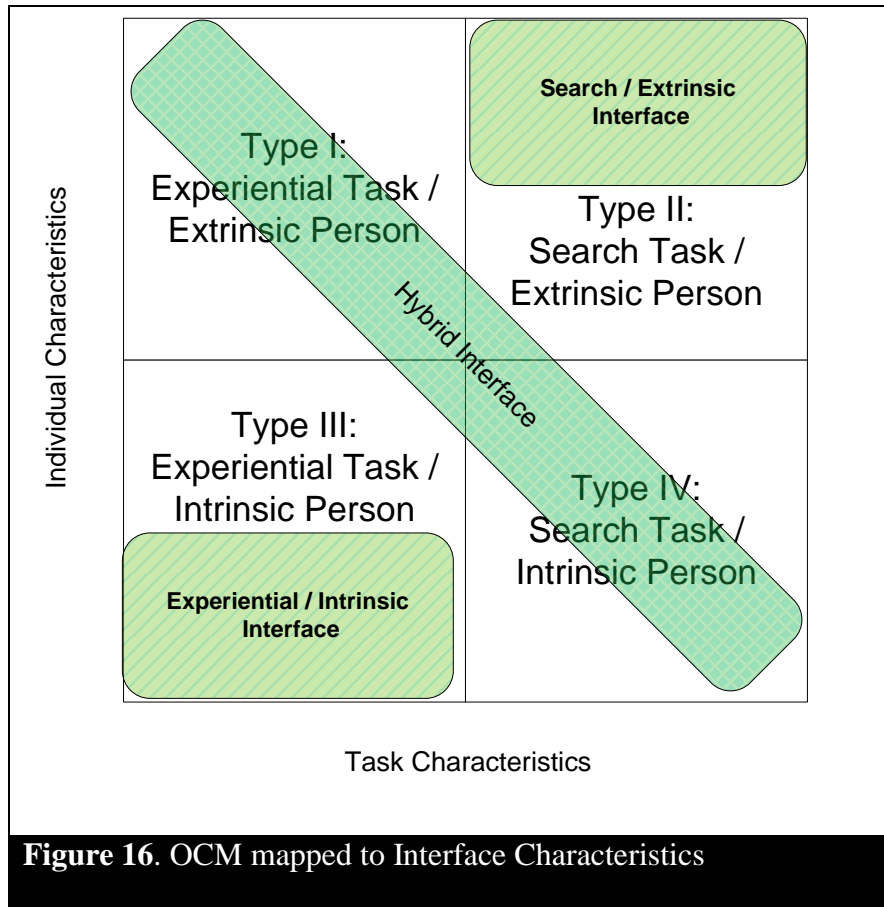 Search / Extrinsic
Interface
Type I:
Experiential Task /
Extrinsic Person
Type II:
Search Task /
Extrinsic Person
Hybrid Interface
Individual Characteristics
Type III:
Experiential Task /
Intrinsic Person
Type IV:
Search Task /
Intrinsic Person
Experiential / Intrinsic
Interface
Task Characteristics
Figure 16. OCM mapped to Interface Characteristics